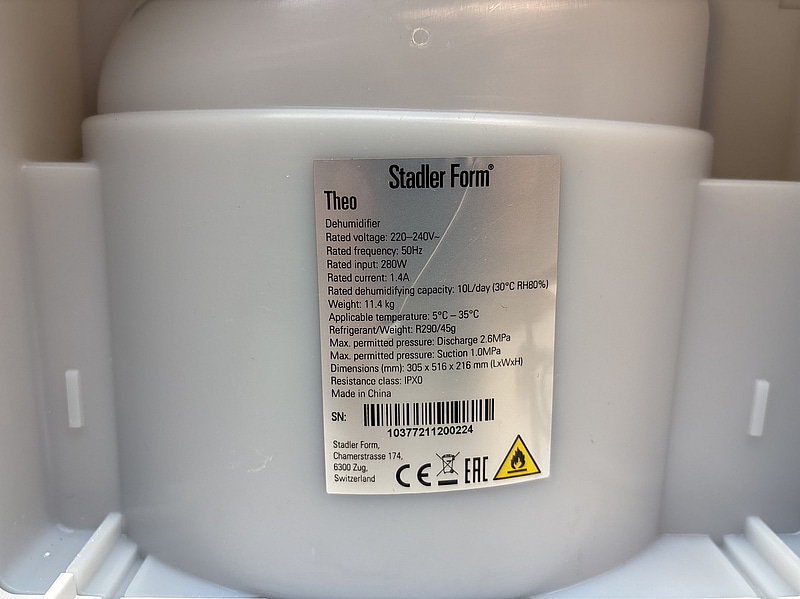 Stadler Form®
Theo
Dehumidifier
Rated voltage: 220–240V~
Rated frequency: 50Hz
Rated input: 280W
Rated current: 1.4A
Rated dehumidifying capacity: 10L/day (30°C RH80%)
Weight: 11.4 kg
Applicable temperature: 5°C – 35°C
Refrigerant/Weight: R290/45g
Max. permitted pressure: Discharge 2.6MPa
Max. permitted pressure: Suction 1.0MPa
Dimensions (mm): 305 x 516 x 216 mm (LxWxH)
Resistance class: IPX0
Made in China
SN:
10377211200224
Stadler Form,
Chamerstrasse 174,
6300 Zug,
Switzerland
CE EAC